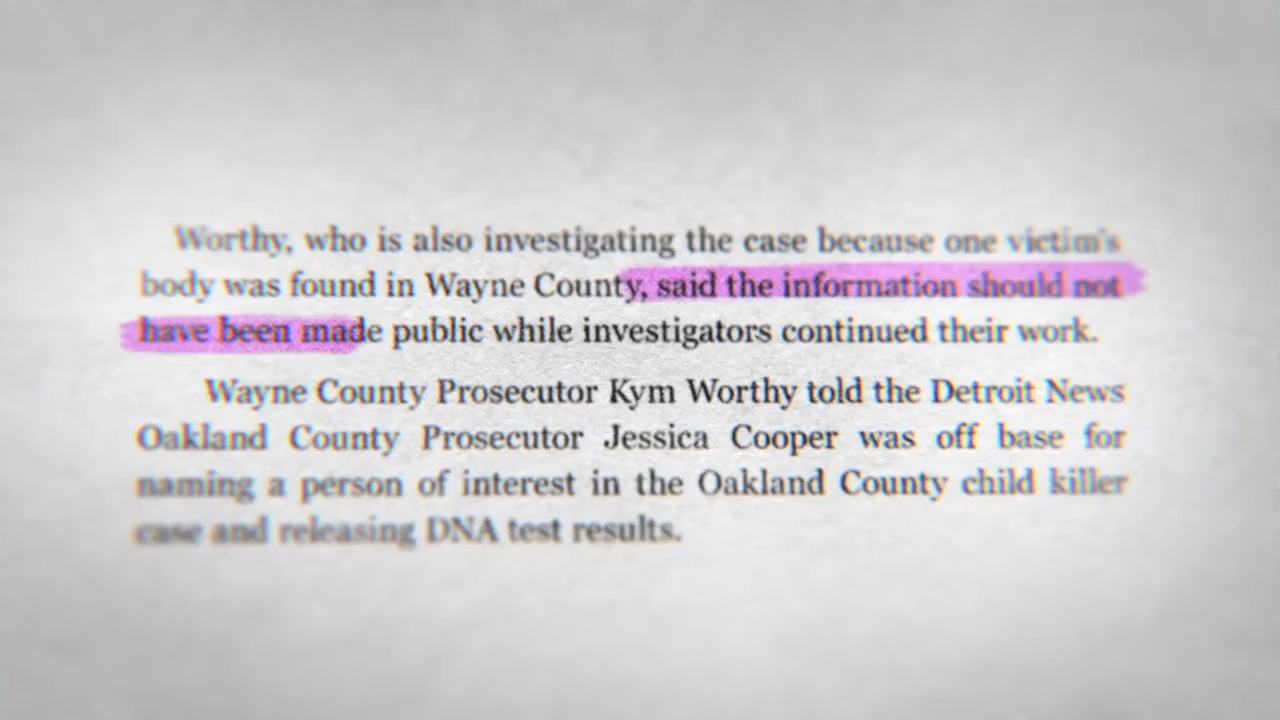 Worthy, who is also investigating the case because one victim's
body was found in Wayne County, said the information should not
have been made public while investigators continued their work.
Wayne County Prosecutor Kym Worthy told the Detroit News
Oakland County Prosecutor Jessica Cooper was off base for
naming a person of interest in the Oakland County child killer
case and releasing DNA test results.